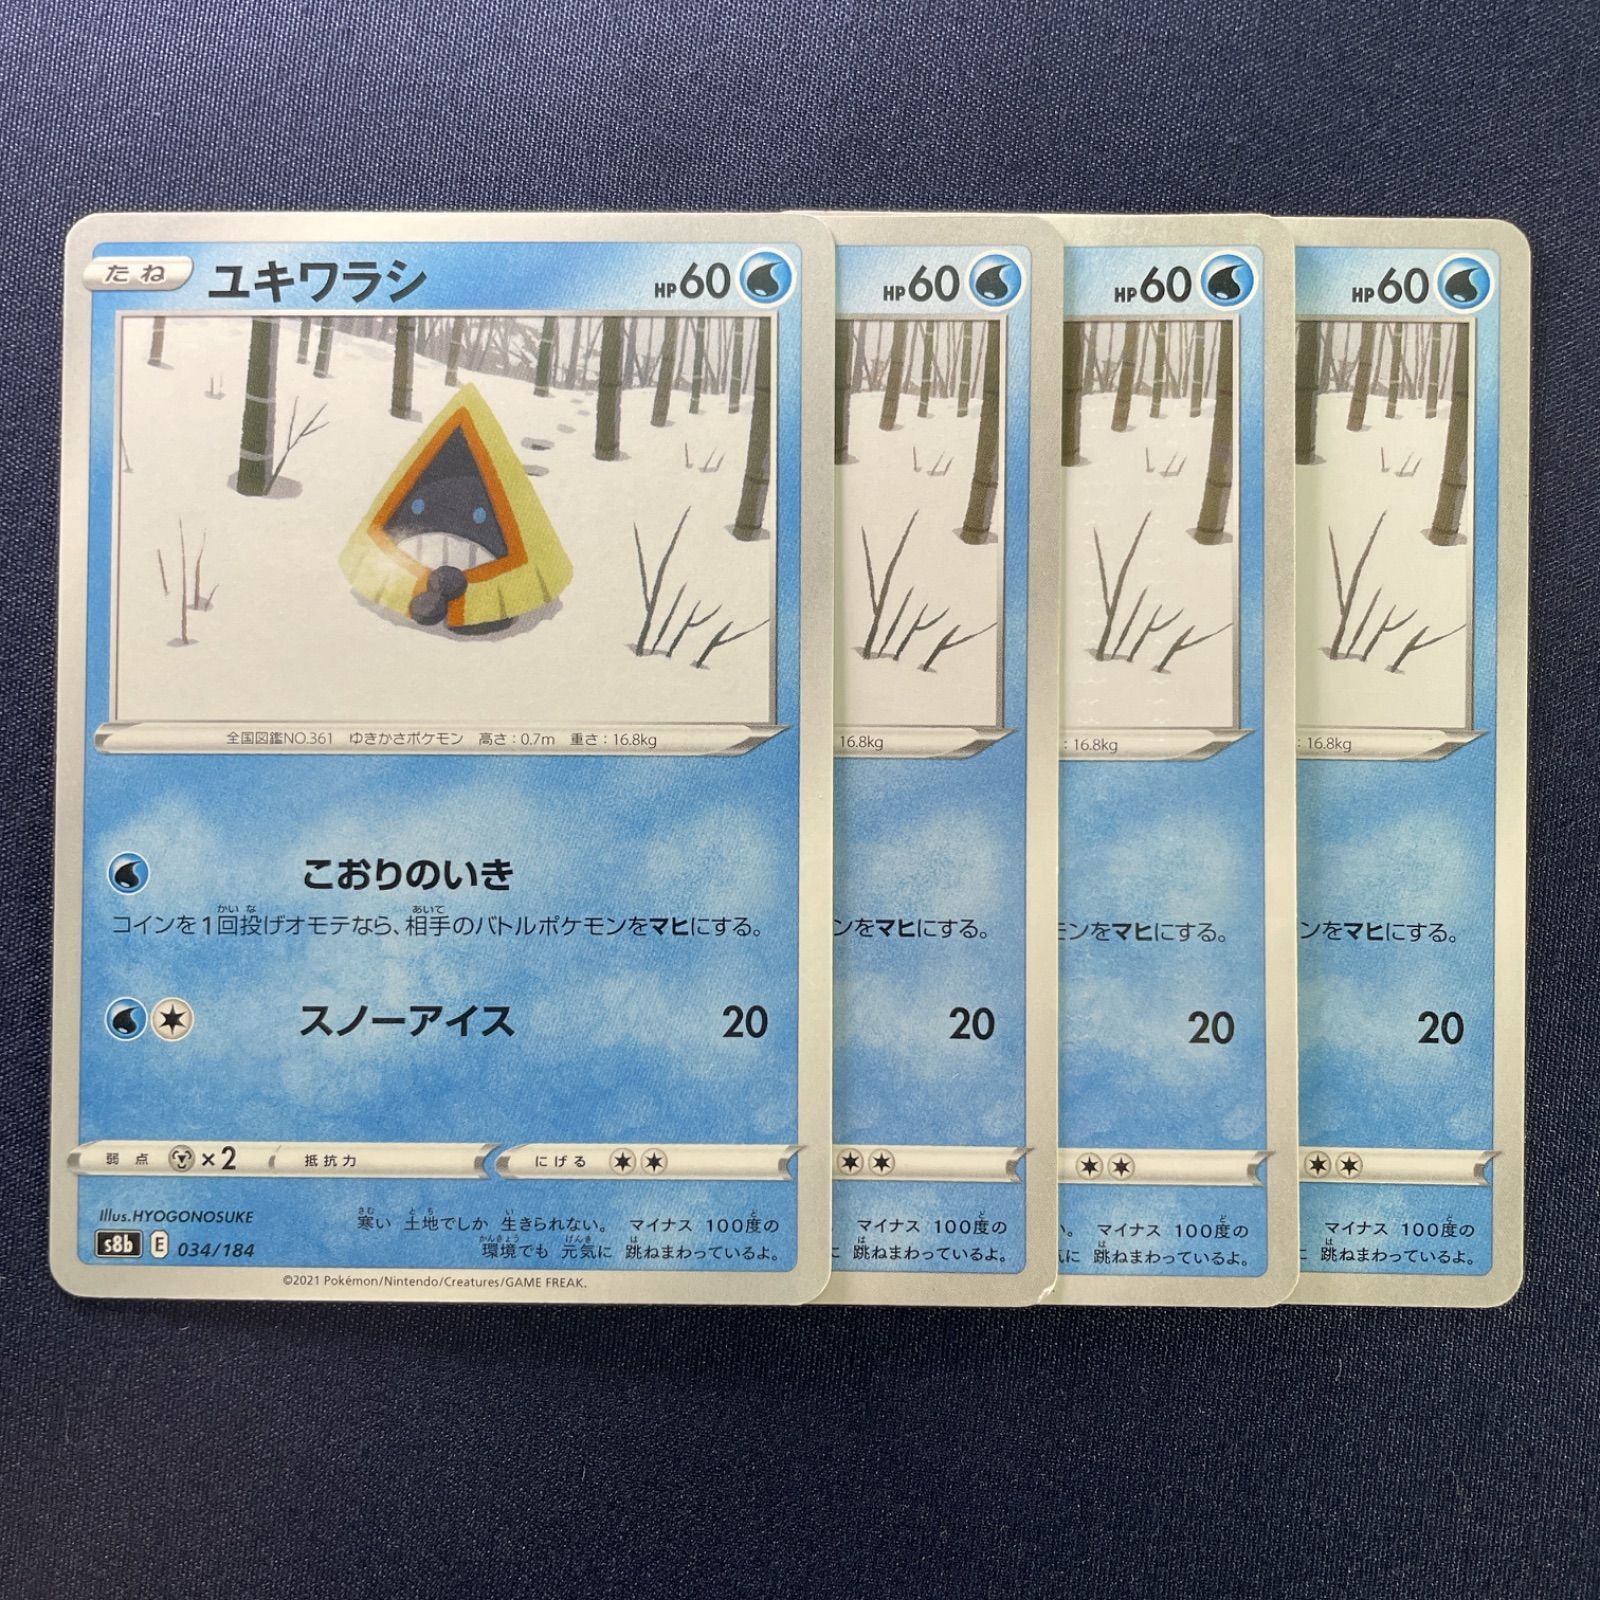 たね ユキワラシ HP60
全国図鑑NO.361 ゆきかさポケモン 高さ：0.7m 重さ：16.8kg
こおりのいき
コインを1回投げオモテなら、相手のバトルポケモンをマヒにする。
スノーアイス 20
弱点 ×2 抵抗力 にげる
Illus.HYOGONOSUKE
s8b E 034/184
寒い 土地でしか 生きられない。 マイナス 100度の
環境でも 元気に 跳ねまわっているよ。
©2021 Pokémon/Nintendo/Creatures/GAME FREAK.
HP60
16.8kg
ンをマヒにする。
20
マイナス 100度の
跳ねまわっているよ。
HP60
：16.8kg
モンをマヒにする。
20
。 マイナス 100度の
に 跳ねまわっているよ。
HP60
：16.8kg
ンをマヒにする。
20
マイナス 100度の
に 跳ねまわっているよ。